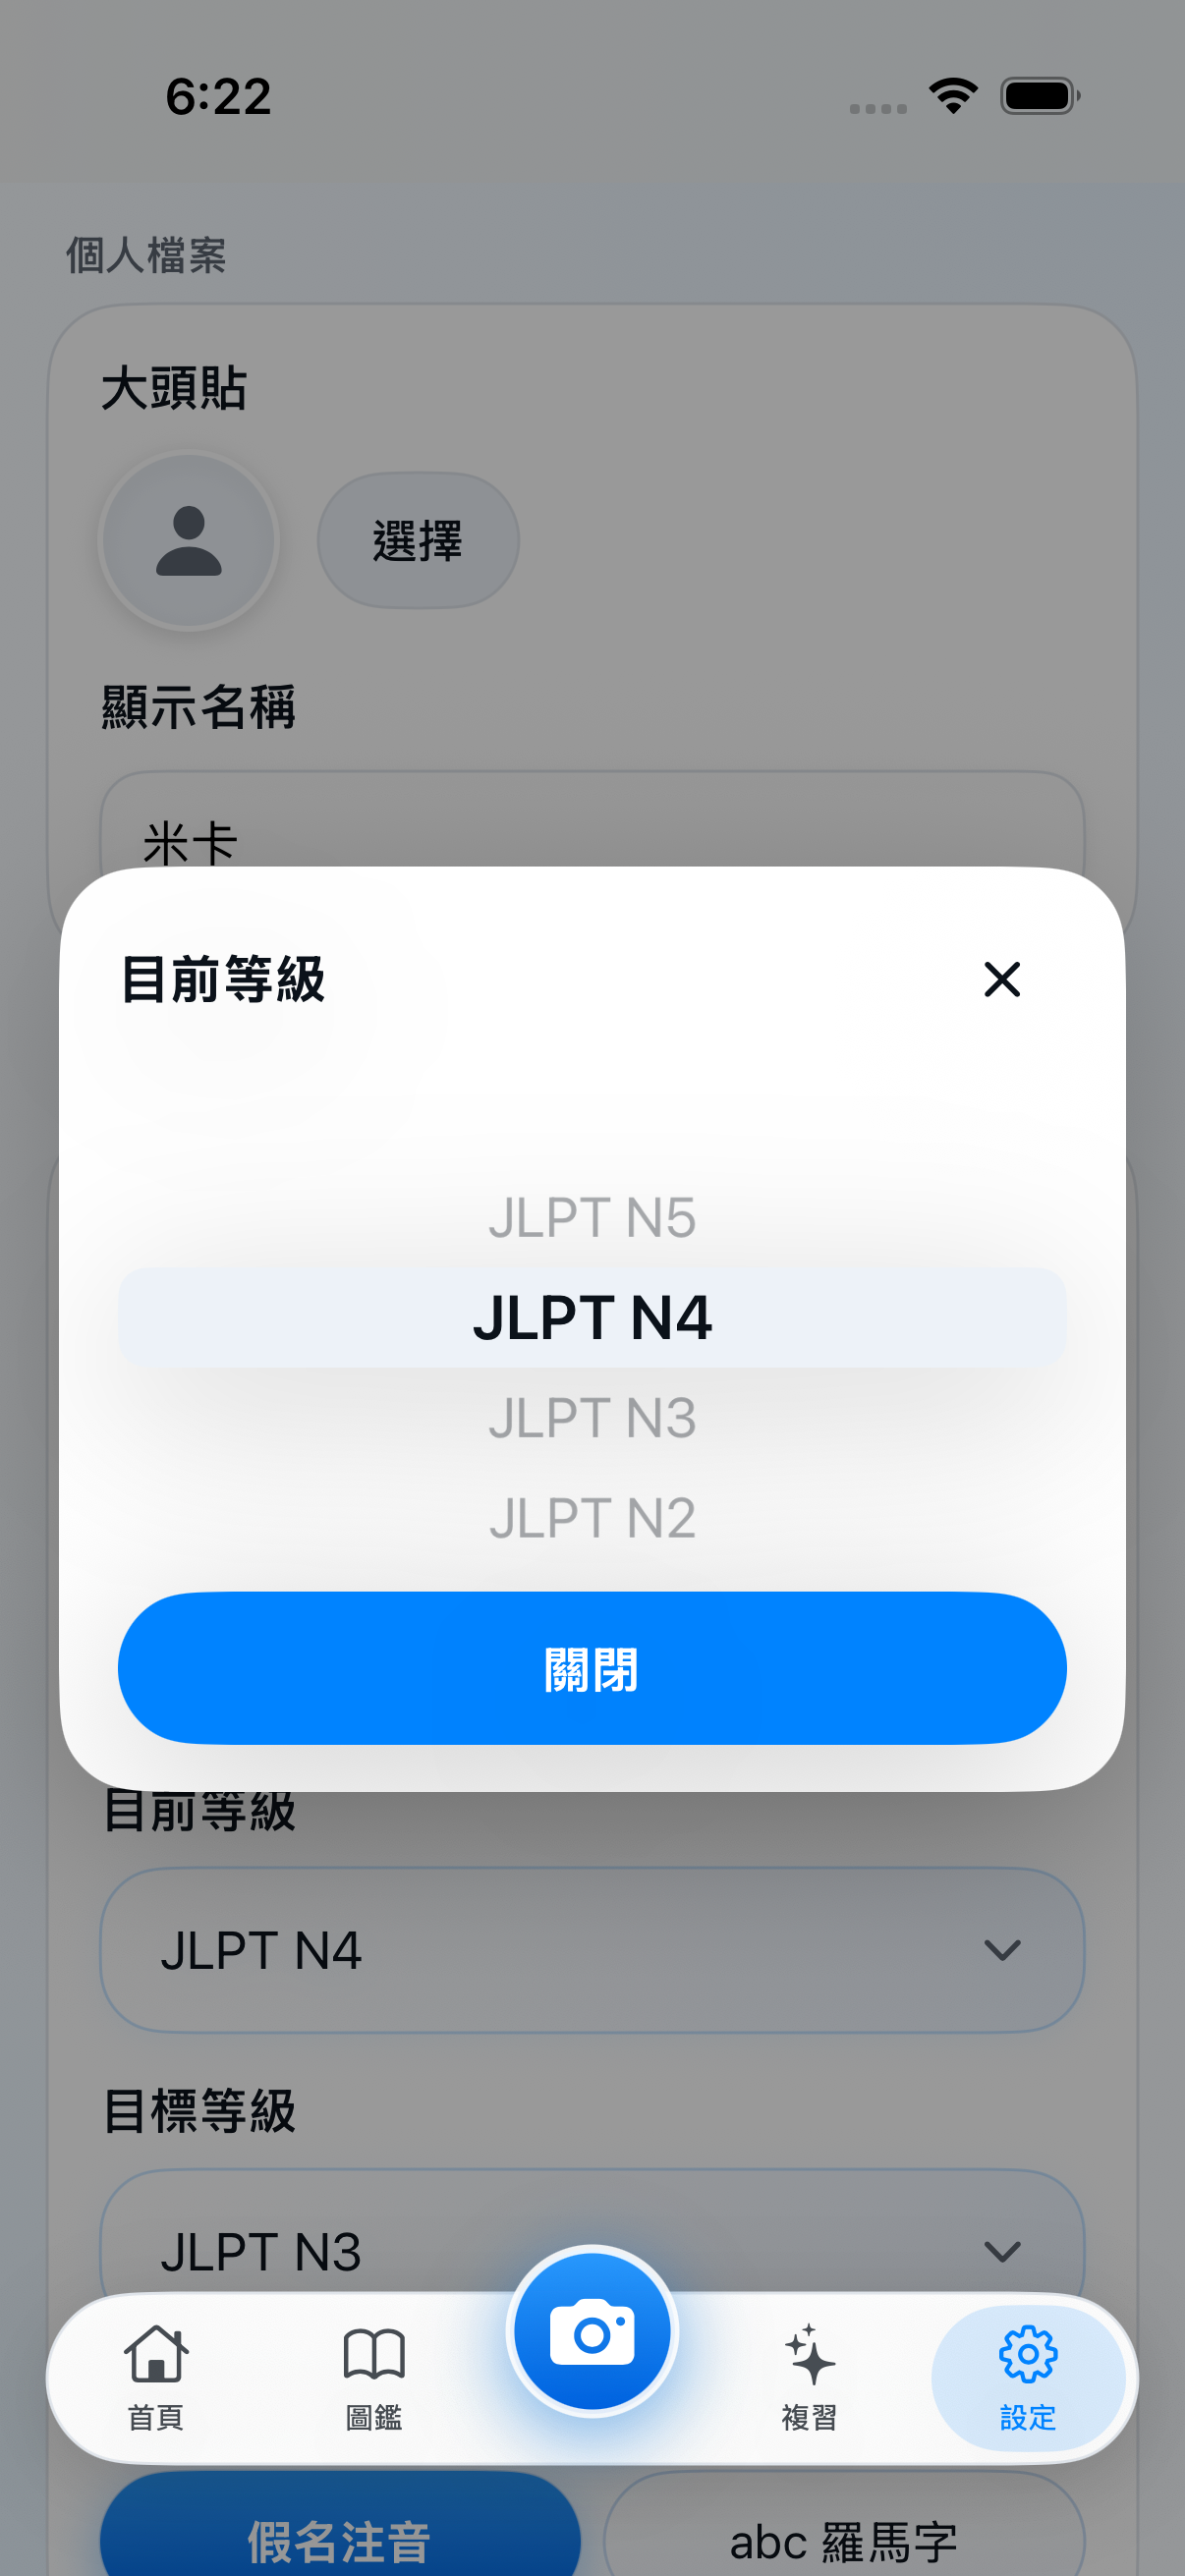 6:22
個人檔案
大頭貼
選擇
顯示名稱
米卡
目前等級
JLPT N5
JLPT N4
JLPT N3
JLPT N2
關閉
目前等級
JLPT N4
目標等級
JLPT N3
首頁
圖鑑
複習
設定
假名注音
abc 羅馬字